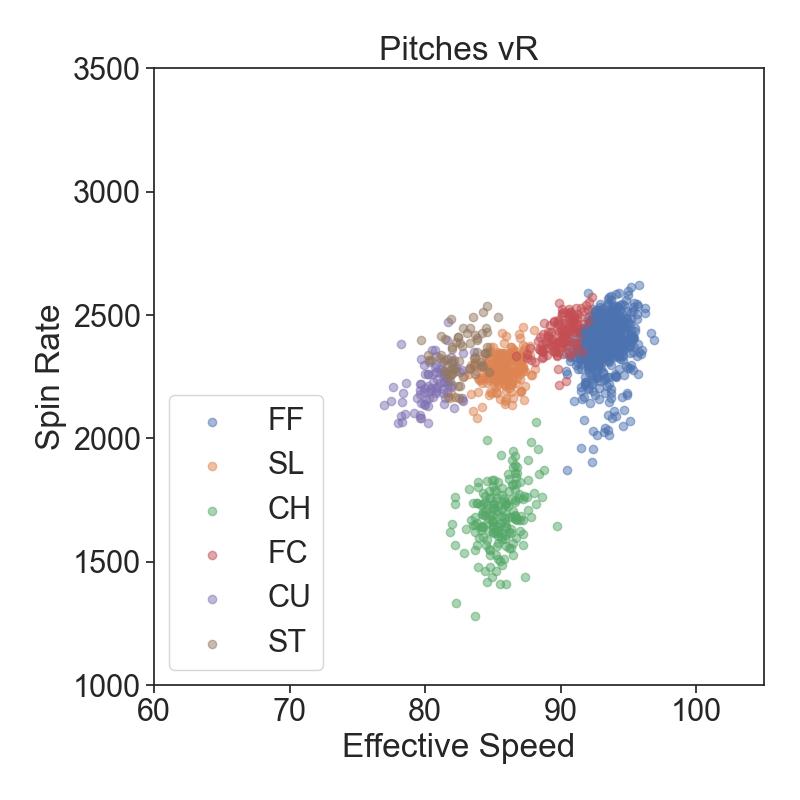 Pitches vR
3500
3000
2500
2000
1500
1000
Spin Rate
FF
SL
CH
FC
CU
ST
60 70 80 90 100
Effective Speed